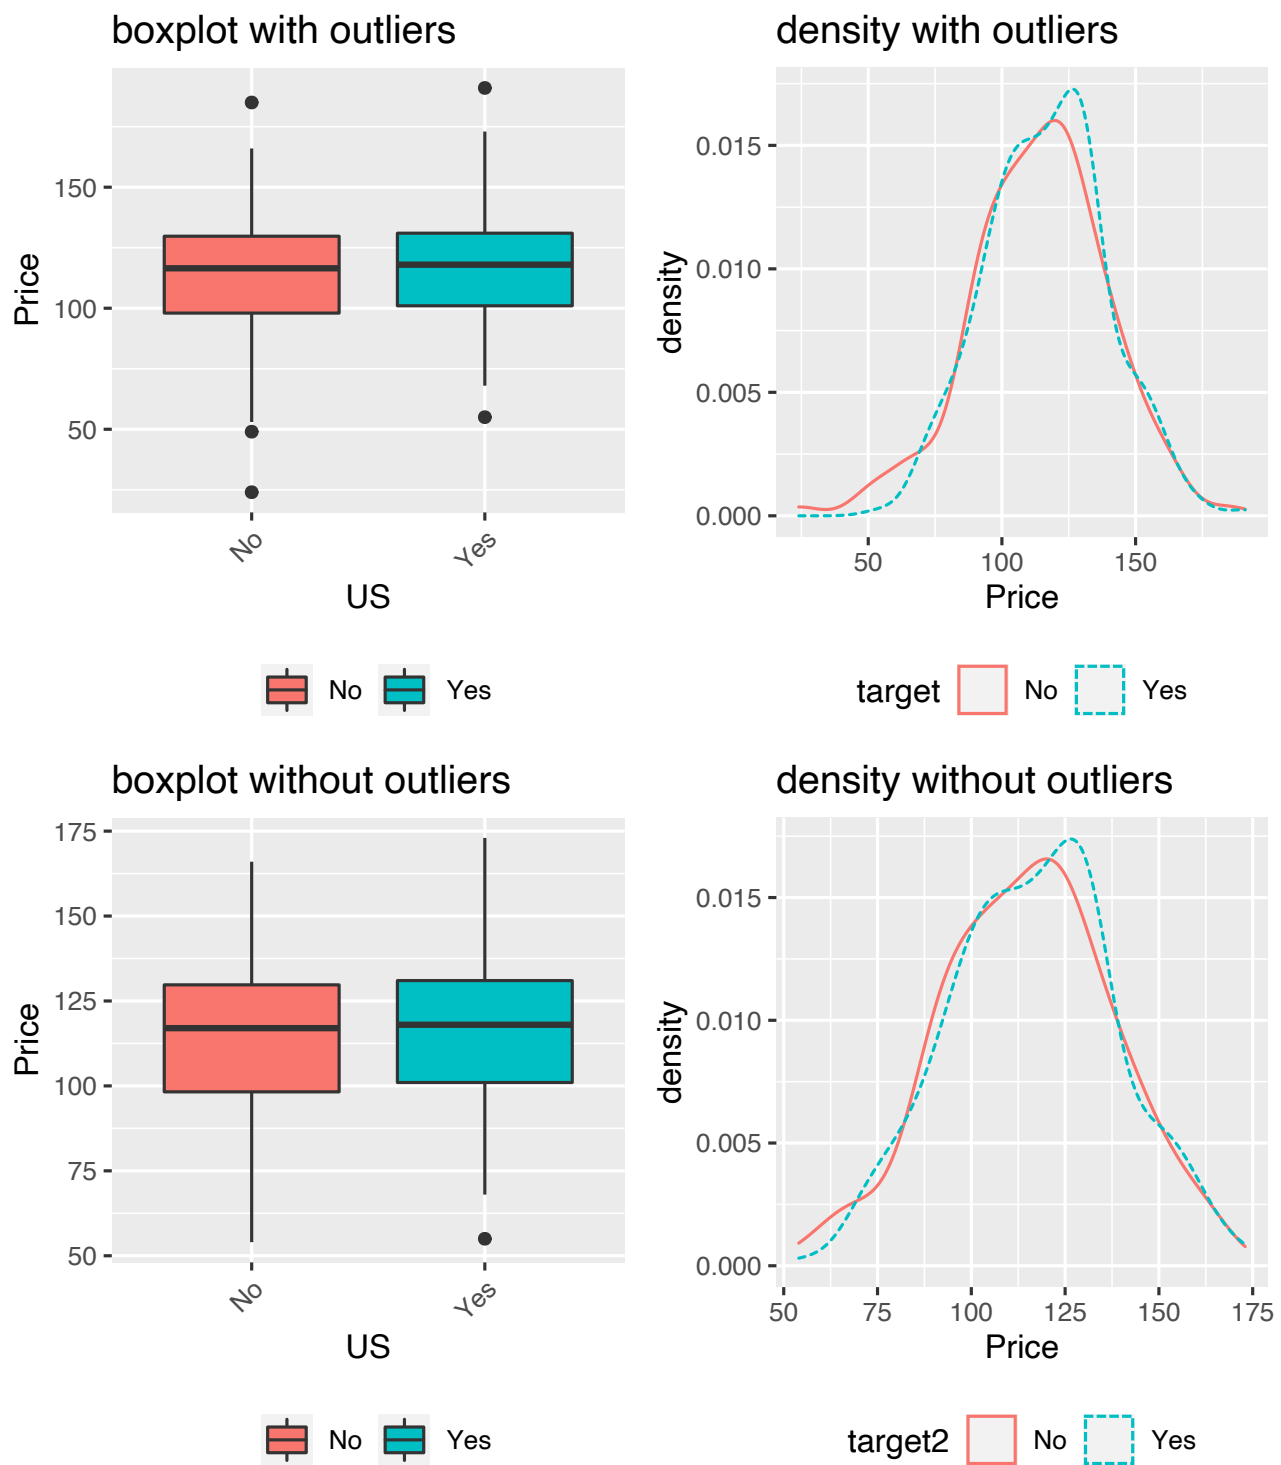 boxplot with outliers
Price
150
100
50
No
Yes
US
No Yes
density with outliers
density
0.015
0.010
0.005
0.000
50 100 150
Price
target No Yes
boxplot without outliers
Price
175
150
125
100
75
50
No
Yes
US
No Yes
density without outliers
density
0.015
0.010
0.005
0.000
50 75 100 125 150 175
Price
target2 No Yes